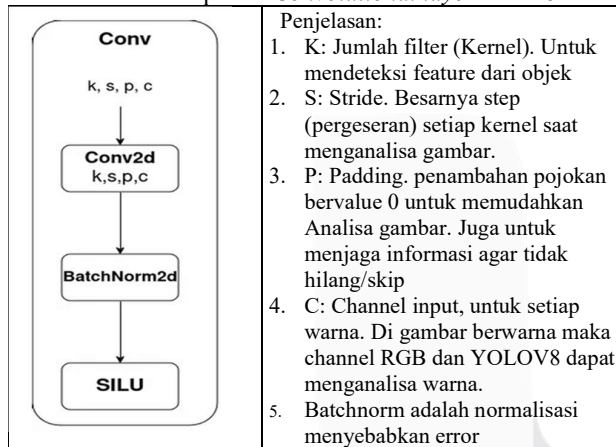 Conv
k, s, p, c
Conv2d
k,s,p,c
BatchNorm2d
SILU
Penjelasan:
1. K: Jumlah filter (Kernel). Untuk
mendeteksi feature dari objek
2. S: Stride. Besarnya step
(pergeseran) setiap kernel saat
menganalisa gambar.
3. P: Padding. penambahan pojokan
bervalue 0 untuk memudahkan
Analisa gambar. Juga untuk
menjaga informasi agar tidak
hilang/skip
4. C: Channel input, untuk setiap
warna. Di gambar berwarna maka
channel RGB dan YOLOV8 dapat
menganalisa warna.
5. Batchnorm adalah normalisasi
menyebabkan error